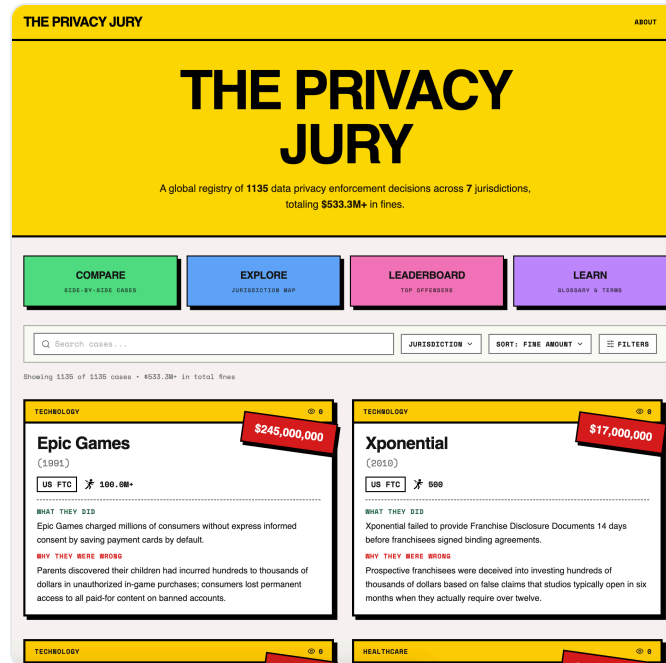 THE PRIVACY JURY
ABOUT
THE PRIVACY
JURY
A global registry of 1135 data privacy enforcement decisions across 7 jurisdictions,
totaling $533.3M+ in fines.
COMPARE
SIDE-BY-SIDE CASES
EXPLORE
JURISDICTION MAP
LEADERBOARD
TOP OFFENDERS
LEARN
GLOSSARY & TERMS
Search cases...
JURISDICTION
SORT: FINE AMOUNT
FILTERS
Showing 1135 of 1135 cases • $533.3M+ in total fines
TECHNOLOGY
0
$245,000,000
Epic Games
(1991)
US FTC
100.0M+
WHAT THEY DID
Epic Games charged millions of consumers without express informed
consent by saving payment cards by default.
WHY THEY WERE WRONG
Parents discovered their children had incurred hundreds to thousands of
dollars in unauthorized in-game purchases; consumers lost permanent
access to all paid-for content on banned accounts.
TECHNOLOGY
0
$17,000,000
Xponential
(2010)
US FTC
500
WHAT THEY DID
Xponential failed to provide Franchise Disclosure Documents 14 days
before franchisees signed binding agreements.
WHY THEY WERE WRONG
Prospective franchisees were deceived into investing hundreds of
thousands of dollars based on false claims that studios typically open in six
months when they actually require over twelve.
TECHNOLOGY
0
HEALTHCARE
0